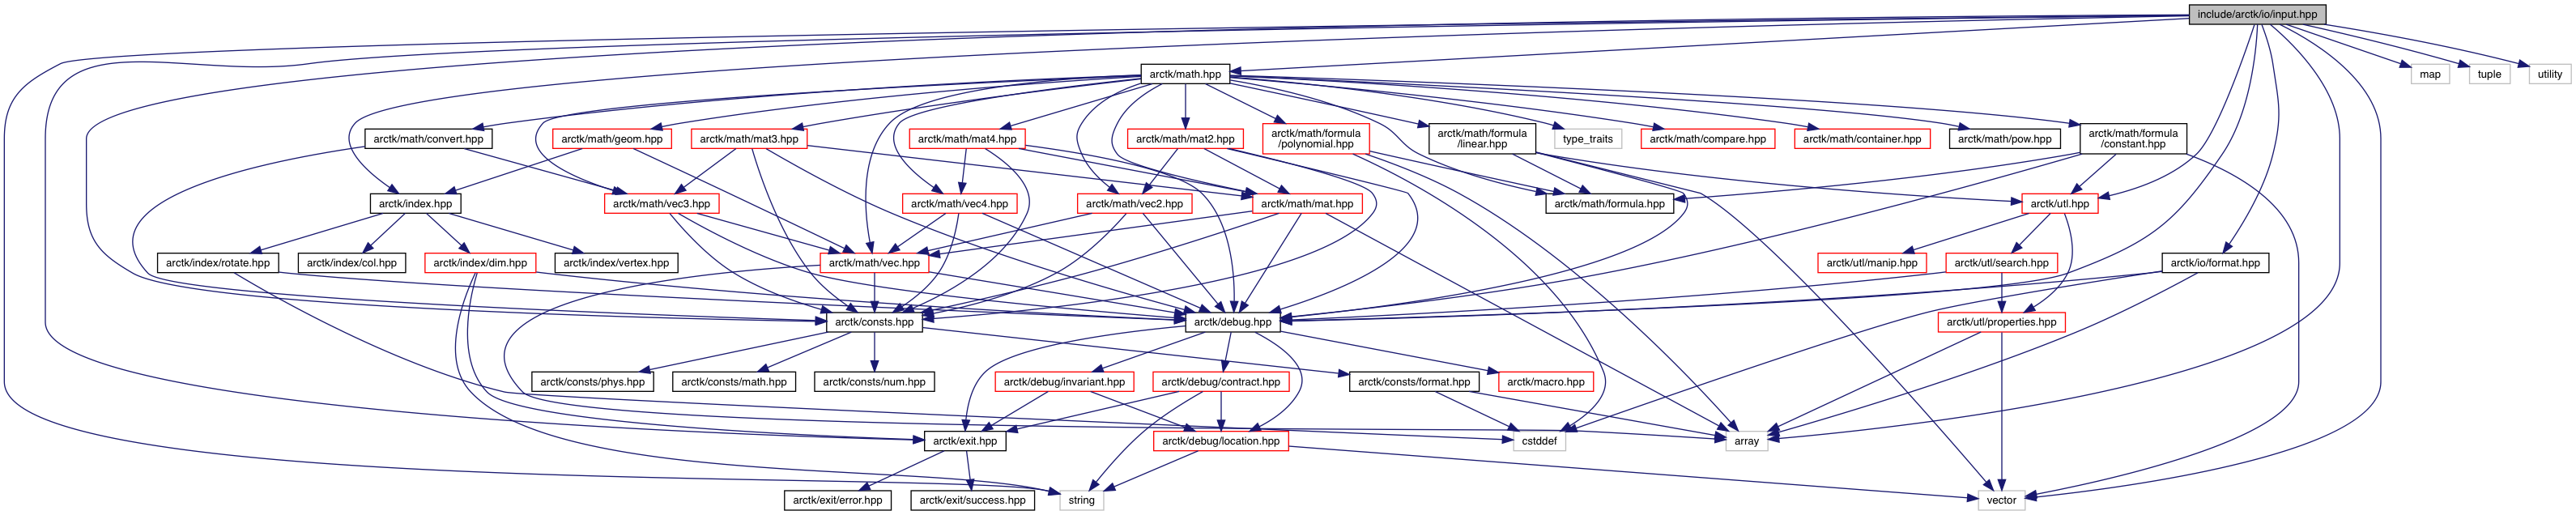 include/arctk/io/input.hpp
arctk/math.hpp
map
tuple
utility
arctk/math/convert.hpp
arctk/math/geom.hpp
arctk/math/mat3.hpp
arctk/math/mat4.hpp
arctk/math/mat2.hpp
arctk/math/formula
/polynomial.hpp
arctk/math/formula
/linear.hpp
type_traits
arctk/math/compare.hpp
arctk/math/container.hpp
arctk/math/pow.hpp
arctk/math/formula
/constant.hpp
arctk/index.hpp
arctk/math/vec3.hpp
arctk/math/vec4.hpp
arctk/math/vec2.hpp
arctk/math/mat.hpp
arctk/math/formula.hpp
arctk/utl.hpp
arctk/index/rotate.hpp
arctk/index/col.hpp
arctk/index/dim.hpp
arctk/index/vertex.hpp
arctk/math/vec.hpp
arctk/utl/manip.hpp
arctk/utl/search.hpp
arctk/io/format.hpp
arctk/consts.hpp
arctk/debug.hpp
arctk/utl/properties.hpp
arctk/consts/phys.hpp
arctk/consts/math.hpp
arctk/consts/num.hpp
arctk/debug/invariant.hpp
arctk/debug/contract.hpp
arctk/consts/format.hpp
arctk/macro.hpp
arctk/exit.hpp
arctk/debug/location.hpp
cstddef
array
arctk/exit/error.hpp
arctk/exit/success.hpp
string
vector